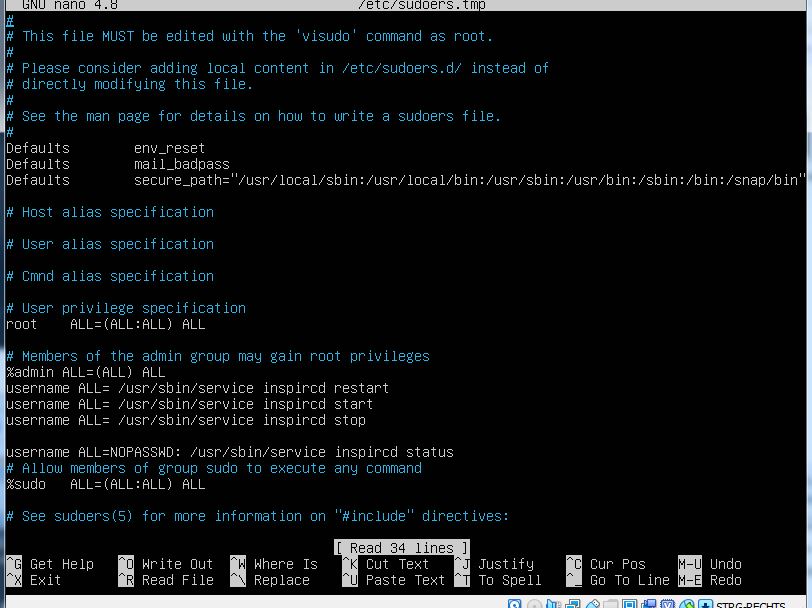 GNU nano 4.8 /etc/sudoers.tmp
#
# This file MUST be edited with the 'visudo' command as root.
#
# Please consider adding local content in /etc/sudoers.d/ instead of
# directly modifying this file.
#
# See the man page for details on how to write a sudoers file.
#
Defaults env_reset
Defaults mail_badpass
Defaults secure_path="/usr/local/sbin:/usr/local/bin:/usr/sbin:/usr/bin:/sbin:/bin:/snap/bin"
# Host alias specification
# User alias specification
# Cmnd alias specification
# User privilege specification
root ALL=(ALL:ALL) ALL
# Members of the admin group may gain root privileges
%admin ALL=(ALL) ALL
username ALL= /usr/sbin/service inspircd restart
username ALL= /usr/sbin/service inspircd start
username ALL= /usr/sbin/service inspircd stop
username ALL=NOPASSWD: /usr/sbin/service inspircd status
# Allow members of group sudo to execute any command
%sudo ALL=(ALL:ALL) ALL
# See sudoers(5) for more information on "#include" directives:
[ Read 34 lines ]
^G Get Help ^O Write Out ^W Where Is ^K Cut Text ^J Justify ^C Cur Pos M-U Undo
^X Exit ^R Read File ^\ Replace ^U Paste Text ^T To Spell ^_ Go To Line M-E Redo
STRG-RECHTS